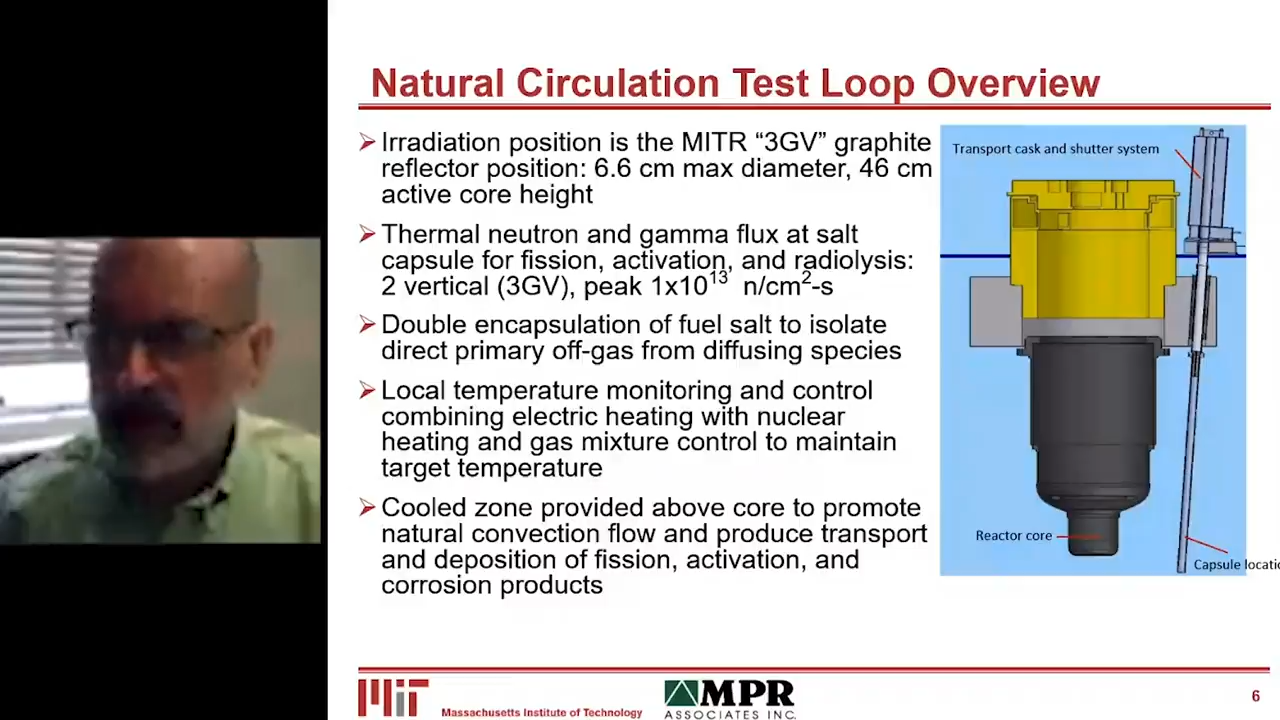 Natural Circulation Test Loop Overview
Irradiation position is the MITR “3GV” graphite
reflector position: 6.6 cm max diameter, 46 cm
active core height
Thermal neutron and gamma flux at salt
capsule for fission, activation, and radiolysis:
2 vertical (3GV), peak 1x10¹³ n/cm²-s
Double encapsulation of fuel salt to isolate
direct primary off-gas from diffusing species
Local temperature monitoring and control
combining electric heating with nuclear
heating and gas mixture control to maintain
target temperature
Cooled zone provided above core to promote
natural convection flow and produce transport
and deposition of fission, activation, and
corrosion products
Transport cask and shutter system
Reactor core
Capsule locatio
MIT
Massachusetts Institute of Technology
MPR
ASSOCIATES INC.
6